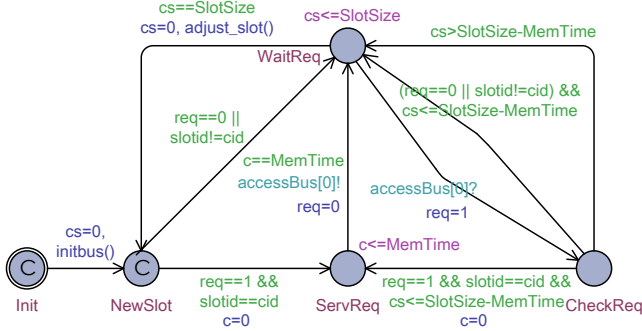 cs==SlotSize
cs=0, adjust_slot()
cs<=SlotSize
WaitReq
cs>SlotSize-MemTime
req==0 ||
slotid!=cid
(req==0 || slotid!=cid) &&
cs<=SlotSize-MemTime
c==MemTime
accessBus[0]!
req=0
accessBus[0]?
req=1
cs=0,
initbus()
c<=MemTime
C
Init
C
NewSlot
req==1 &&
slotid==cid
c=0
ServReq
req==1 && slotid==cid &&
cs<=SlotSize-MemTime
c=0
CheckReq